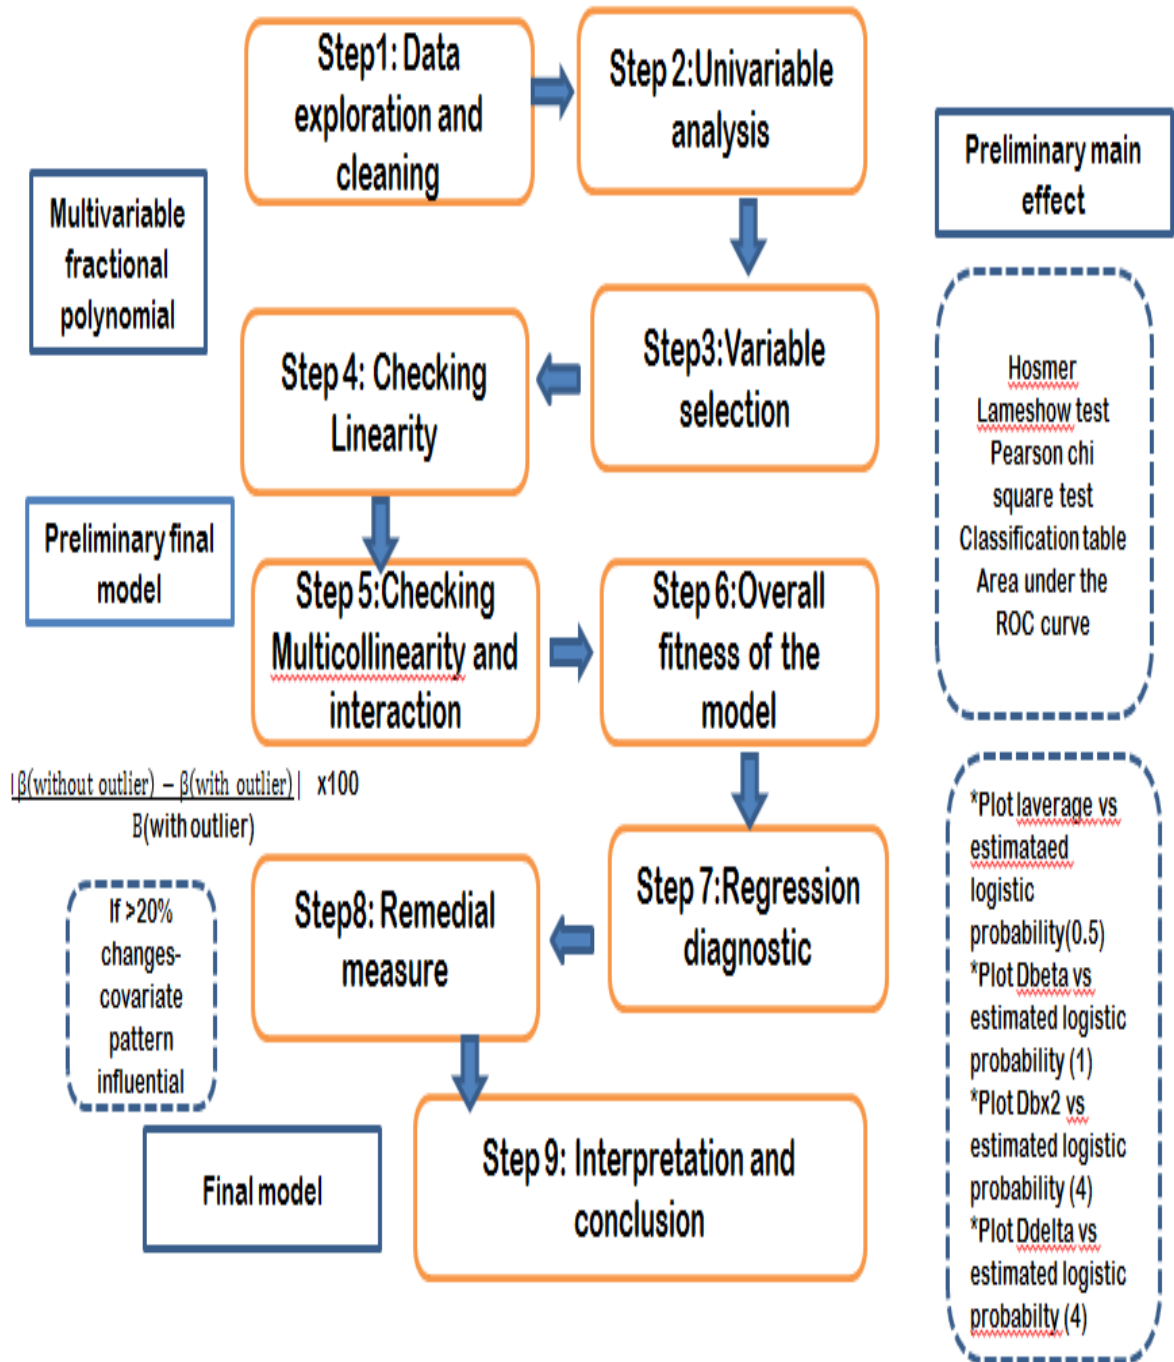 Step1: Data
exploration and
cleaning
Step 2:Univariable
analysis
Preliminary main
effect
Multivariable
fractional
polynomial
Step 4: Checking
Linearity
Step3:Variable
selection
Hosmer
Lameshow test
Pearson chi
square test
Classification table
Area under the
ROC curve
Preliminary final
model
Step 5:Checking
Multicollinearity and
interaction
Step 6:Overall
fitness of the
model
|β(without outlier) − β(with outlier)| x100
B(with outlier)
*Plot laverage vs
estimataed
logistic
probability(0.5)
*Plot Dbeta vs
estimated logistic
probability (1)
*Plot Dbx2 vs
estimated logistic
probability (4)
*Plot Ddelta vs
estimated logistic
probabilty (4)
If >20%
changes-
covariate
pattern
influential
Step8: Remedial
measure
Step 7:Regression
diagnostic
Final model
Step 9: Interpretation and
conclusion